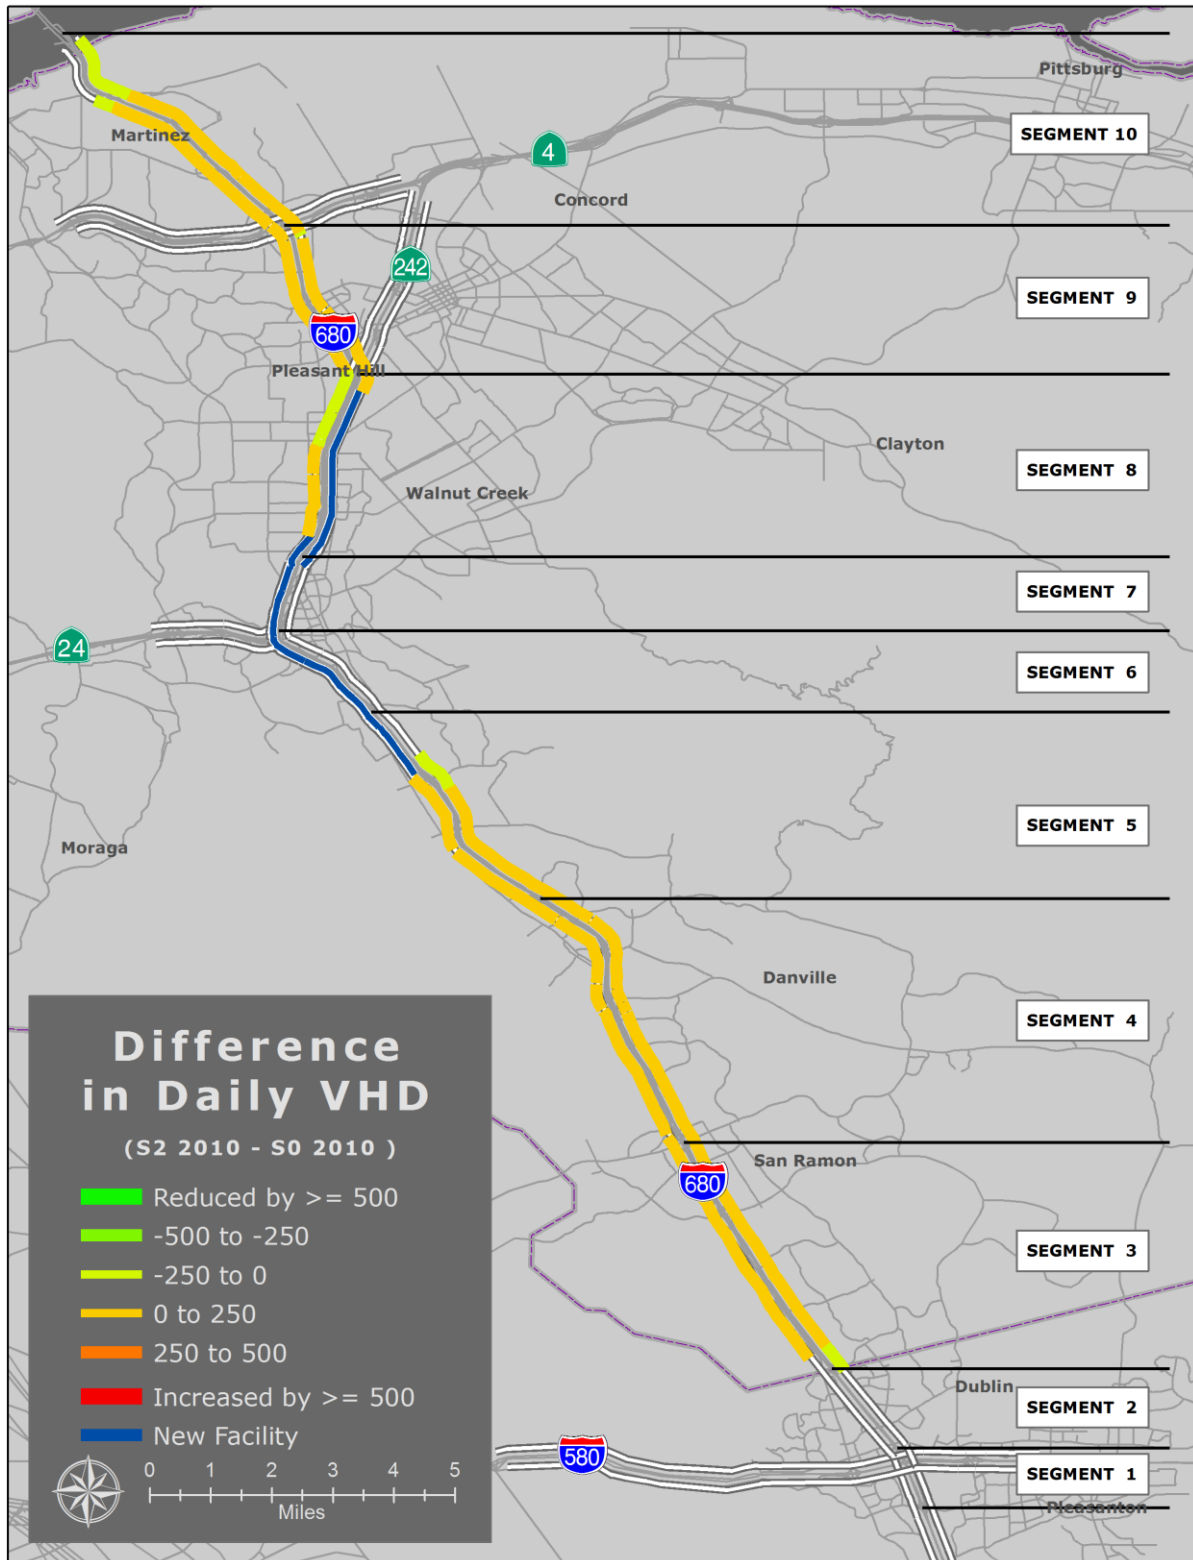 Pittsburg
SEGMENT 10
Martinez
4
Concord
242
SEGMENT 9
680
Pleasant Hill
Clayton
SEGMENT 8
Walnut Creek
SEGMENT 7
24
SEGMENT 6
SEGMENT 5
Moraga
Danville
SEGMENT 4
San Ramon
680
SEGMENT 3
Dublin
SEGMENT 2
580
SEGMENT 1
Pleasanton
Difference
in Daily VHD
(S2 2010 - S0 2010 )
Reduced by >= 500
-500 to -250
-250 to 0
0 to 250
250 to 500
Increased by >= 500
New Facility
0 1 2 3 4 5
Miles